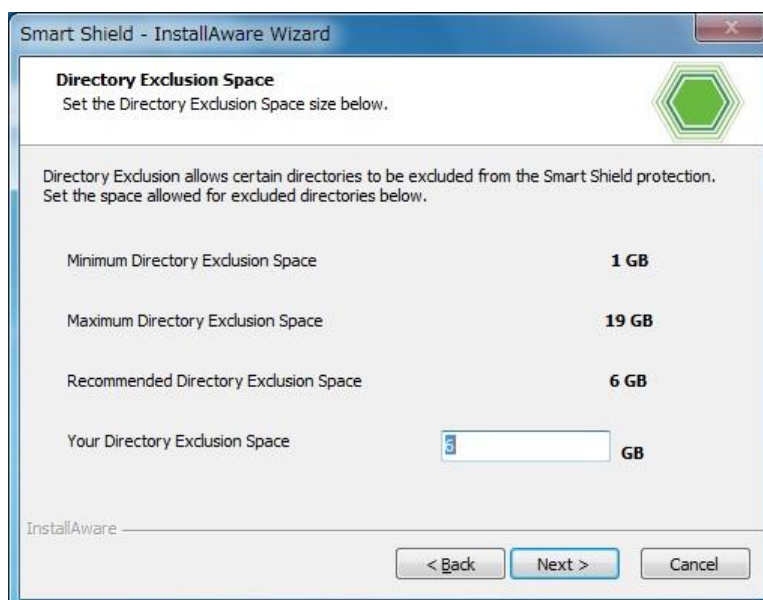 Smart Shield - InstallAware Wizard
Directory Exclusion Space
Set the Directory Exclusion Space size below.
Directory Exclusion allows certain directories to be excluded from the Smart Shield protection.
Set the space allowed for excluded directories below.
Minimum Directory Exclusion Space 1 GB
Maximum Directory Exclusion Space 19 GB
Recommended Directory Exclusion Space 6 GB
Your Directory Exclusion Space 6 GB
InstallAware
< Back Next > Cancel